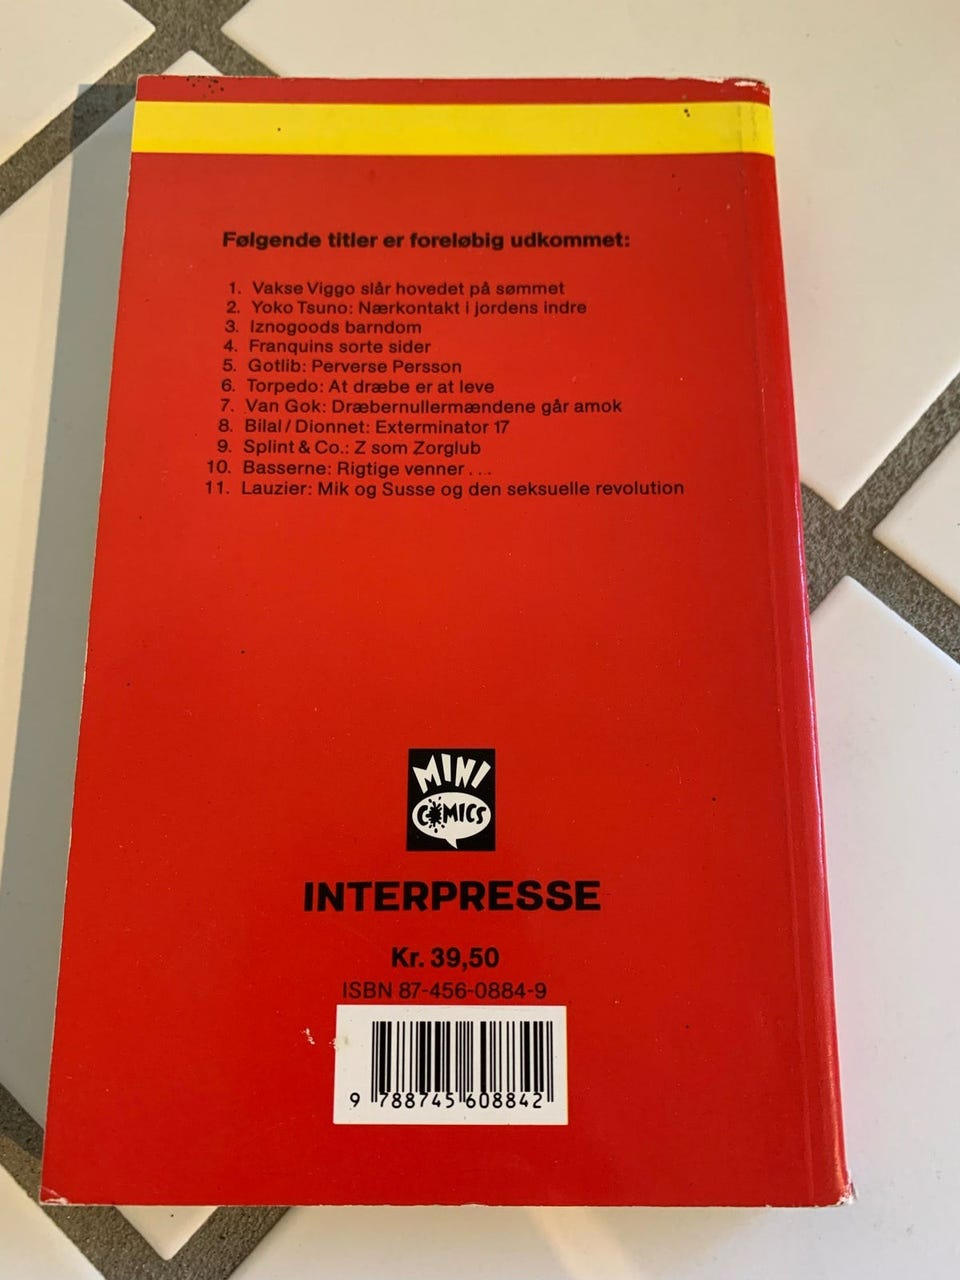 Følgende titler er foreløbig udkommet:
1. Vakse Viggo slår hovedet på sømmet
2. Yoko Tsuno: Nærkontakt i jordens indre
3. Iznogoods barndom
4. Franquins sorte sider
5. Gotlib: Perverse Persson
6. Torpedo: At dræbe er at leve
7. Van Gok: Dræbernullermændene går amok
8. Bilal/Dionnet: Exterminator 17
9. Splint & Co.: Z som Zorglub
10. Basserne: Rigtige venner...
11. Lauzier: Mik og Susse og den seksuelle revolution
MINI
COMICS
INTERPRESSE
Kr. 39,50
ISBN 87-456-0884-9
9 788745 608842